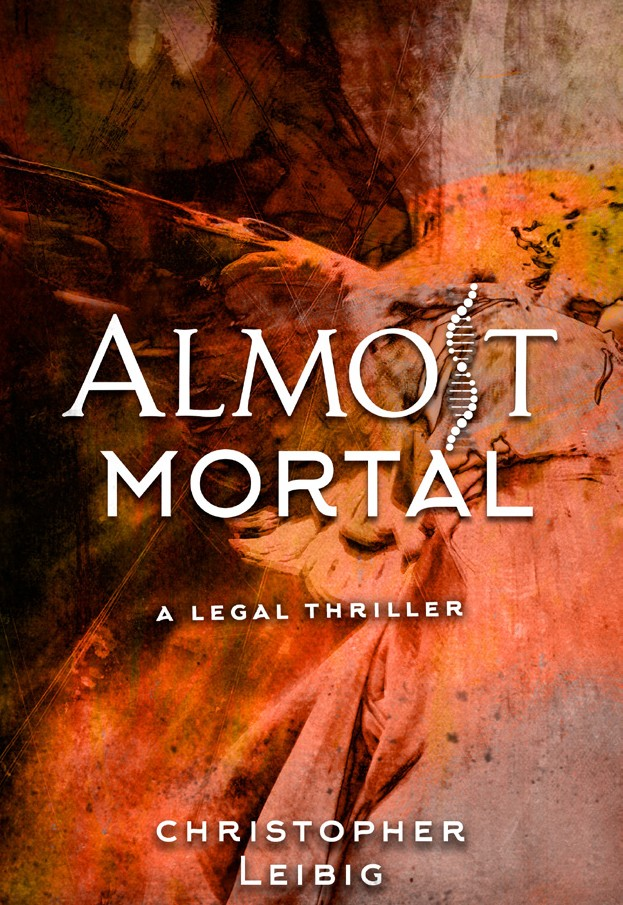 ALMOST
MORTAL
A LEGAL THRILLER
CHRISTOPHER
LEIBIG